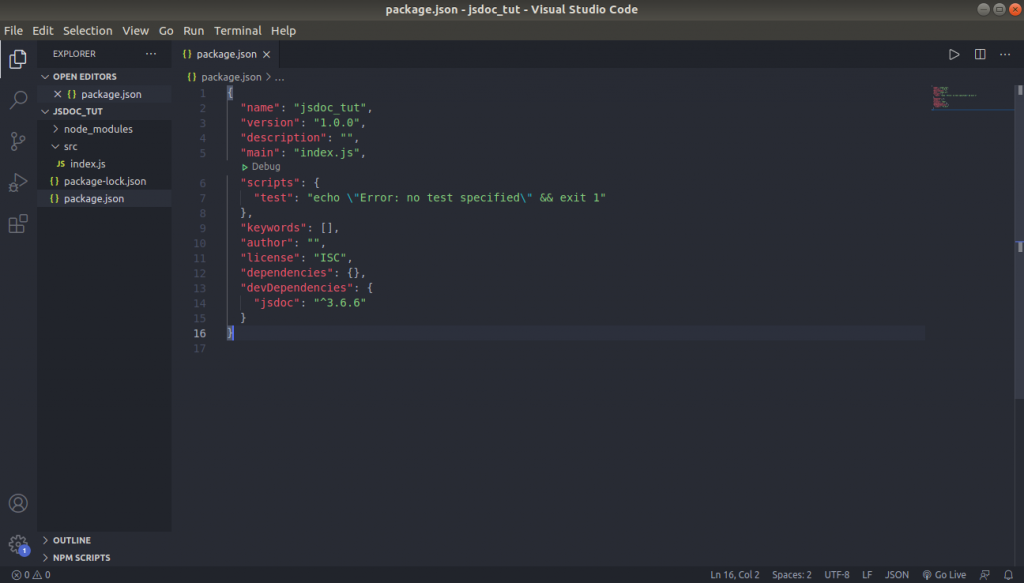 package.json - jsdoc_tut - Visual Studio Code
File Edit Selection View Go Run Terminal Help
EXPLORER ···
OPEN EDITORS
{} package.json
JSDOC_TUT
node_modules
src
JS index.js
{} package-lock.json
{} package.json
OUTLINE
NPM SCRIPTS
{} package.json ×
{} package.json > ...
1 {
2 "name": "jsdoc_tut",
3 "version": "1.0.0",
4 "description": "",
5 "main": "index.js",
Debug
6 "scripts": {
7 "test": "echo \"Error: no test specified\" && exit 1"
8 },
9 "keywords": [],
10 "author": "",
11 "license": "ISC",
12 "dependencies": {},
13 "devDependencies": {
14 "jsdoc": "^3.6.6"
15 }
16 }
17
1
0 0 Ln 16, Col 2 Spaces: 2 UTF-8 LF JSON Go Live